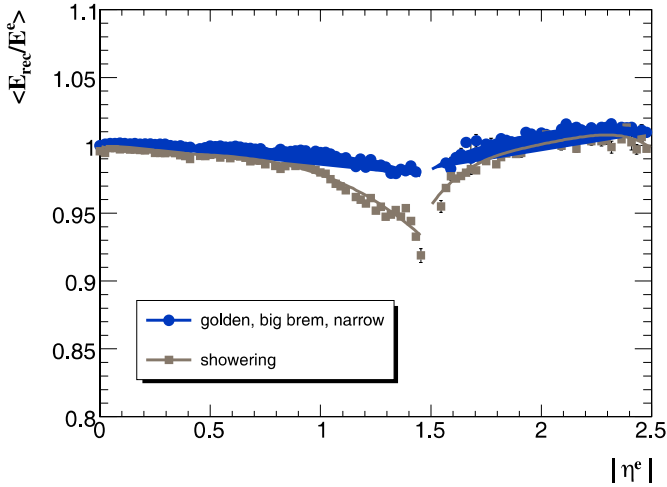 <E_rec/E^e>
1.1
1.05
1
0.95
0.9
0.85
0.8
golden, big brem, narrow
showering
0 0.5 1 1.5 2 2.5
|η^e|